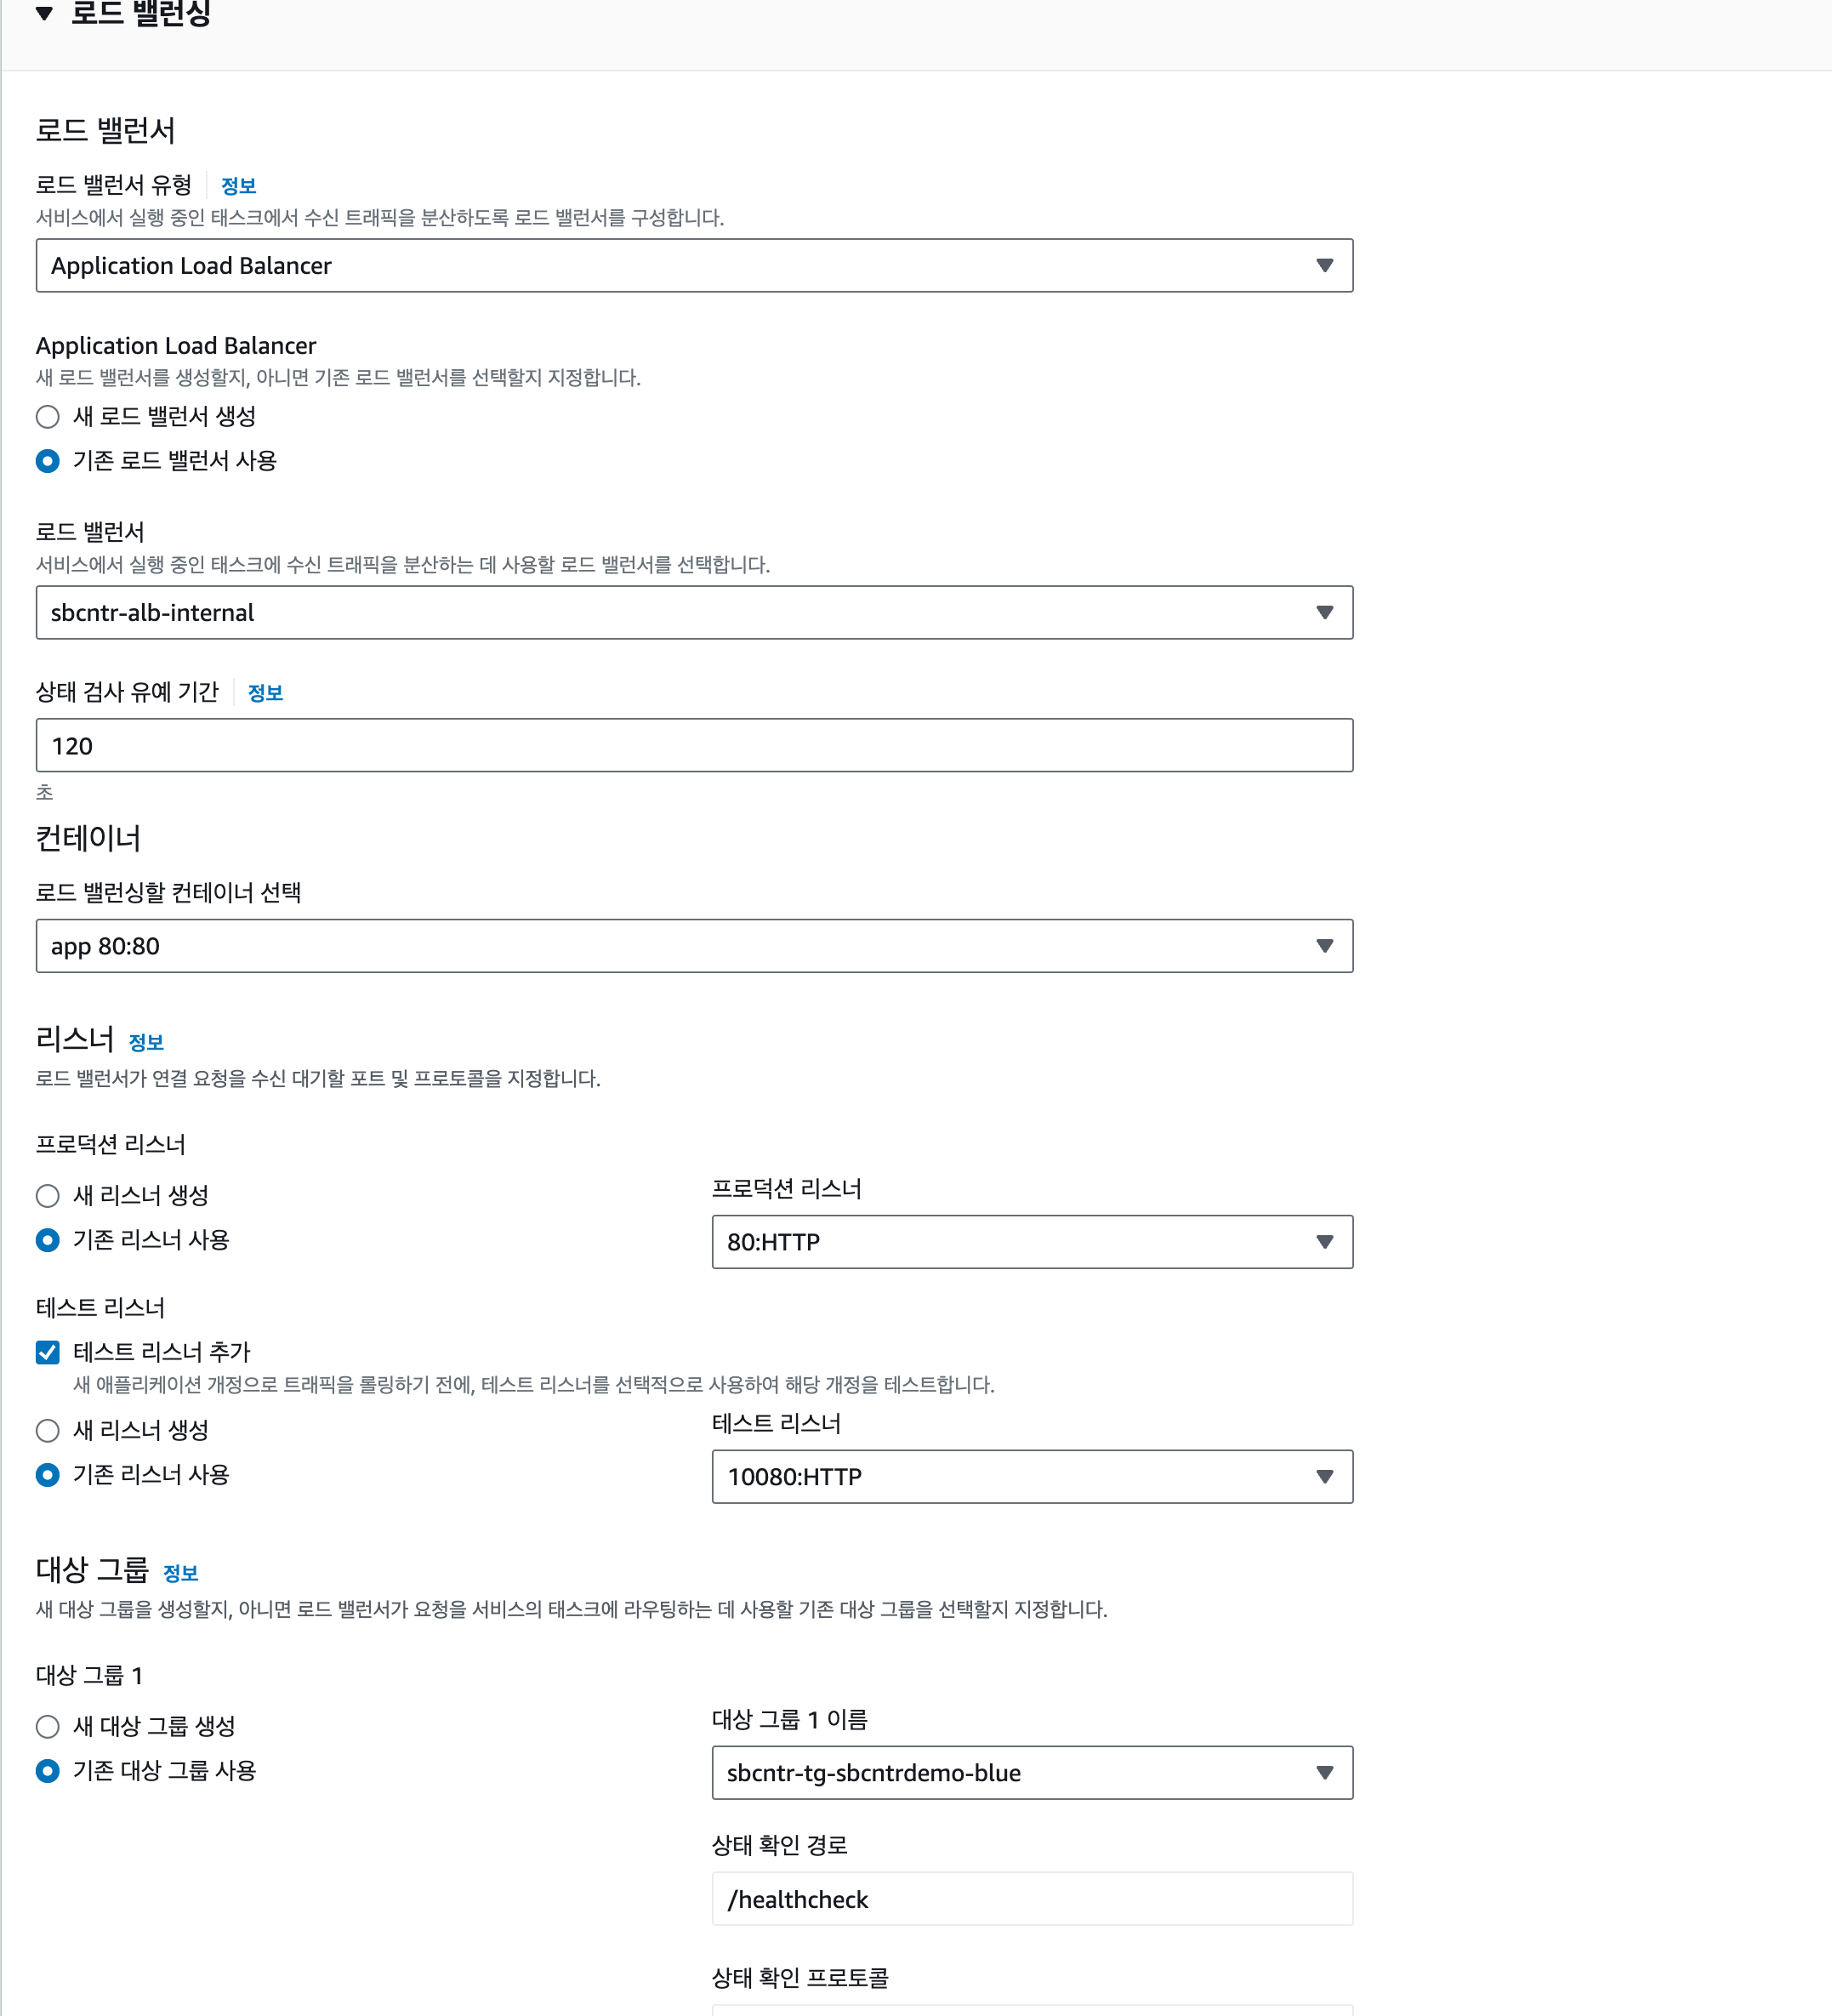 로드 밸런싱
로드 밸런서
로드 밸런서 유형 정보
서비스에서 실행 중인 태스크에서 수신 트래픽을 분산하도록 로드 밸런서를 구성합니다.
Application Load Balancer
Application Load Balancer
새 로드 밸런서를 생성할지, 아니면 기존 로드 밸런서를 선택할지 지정합니다.
새 로드 밸런서 생성
기존 로드 밸런서 사용
로드 밸런서
서비스에서 실행 중인 태스크에 수신 트래픽을 분산하는 데 사용할 로드 밸런서를 선택합니다.
sbcntr-alb-internal
상태 검사 유예 기간 정보
120
초
컨테이너
로드 밸런싱할 컨테이너 선택
app 80:80
리스너 정보
로드 밸런서가 연결 요청을 수신 대기할 포트 및 프로토콜을 지정합니다.
프로덕션 리스너
새 리스너 생성
기존 리스너 사용
프로덕션 리스너
80:HTTP
테스트 리스너
테스트 리스너 추가
새 애플리케이션 개정으로 트래픽을 롤링하기 전에, 테스트 리스너를 선택적으로 사용하여 해당 개정을 테스트합니다.
새 리스너 생성
기존 리스너 사용
테스트 리스너
10080:HTTP
대상 그룹 정보
새 대상 그룹을 생성할지, 아니면 로드 밸런서가 요청을 서비스의 태스크에 라우팅하는 데 사용할 기존 대상 그룹을 선택할지 지정합니다.
대상 그룹 1
새 대상 그룹 생성
기존 대상 그룹 사용
대상 그룹 1 이름
sbcntr-tg-sbcntrdemo-blue
상태 확인 경로
/healthcheck
상태 확인 프로토콜